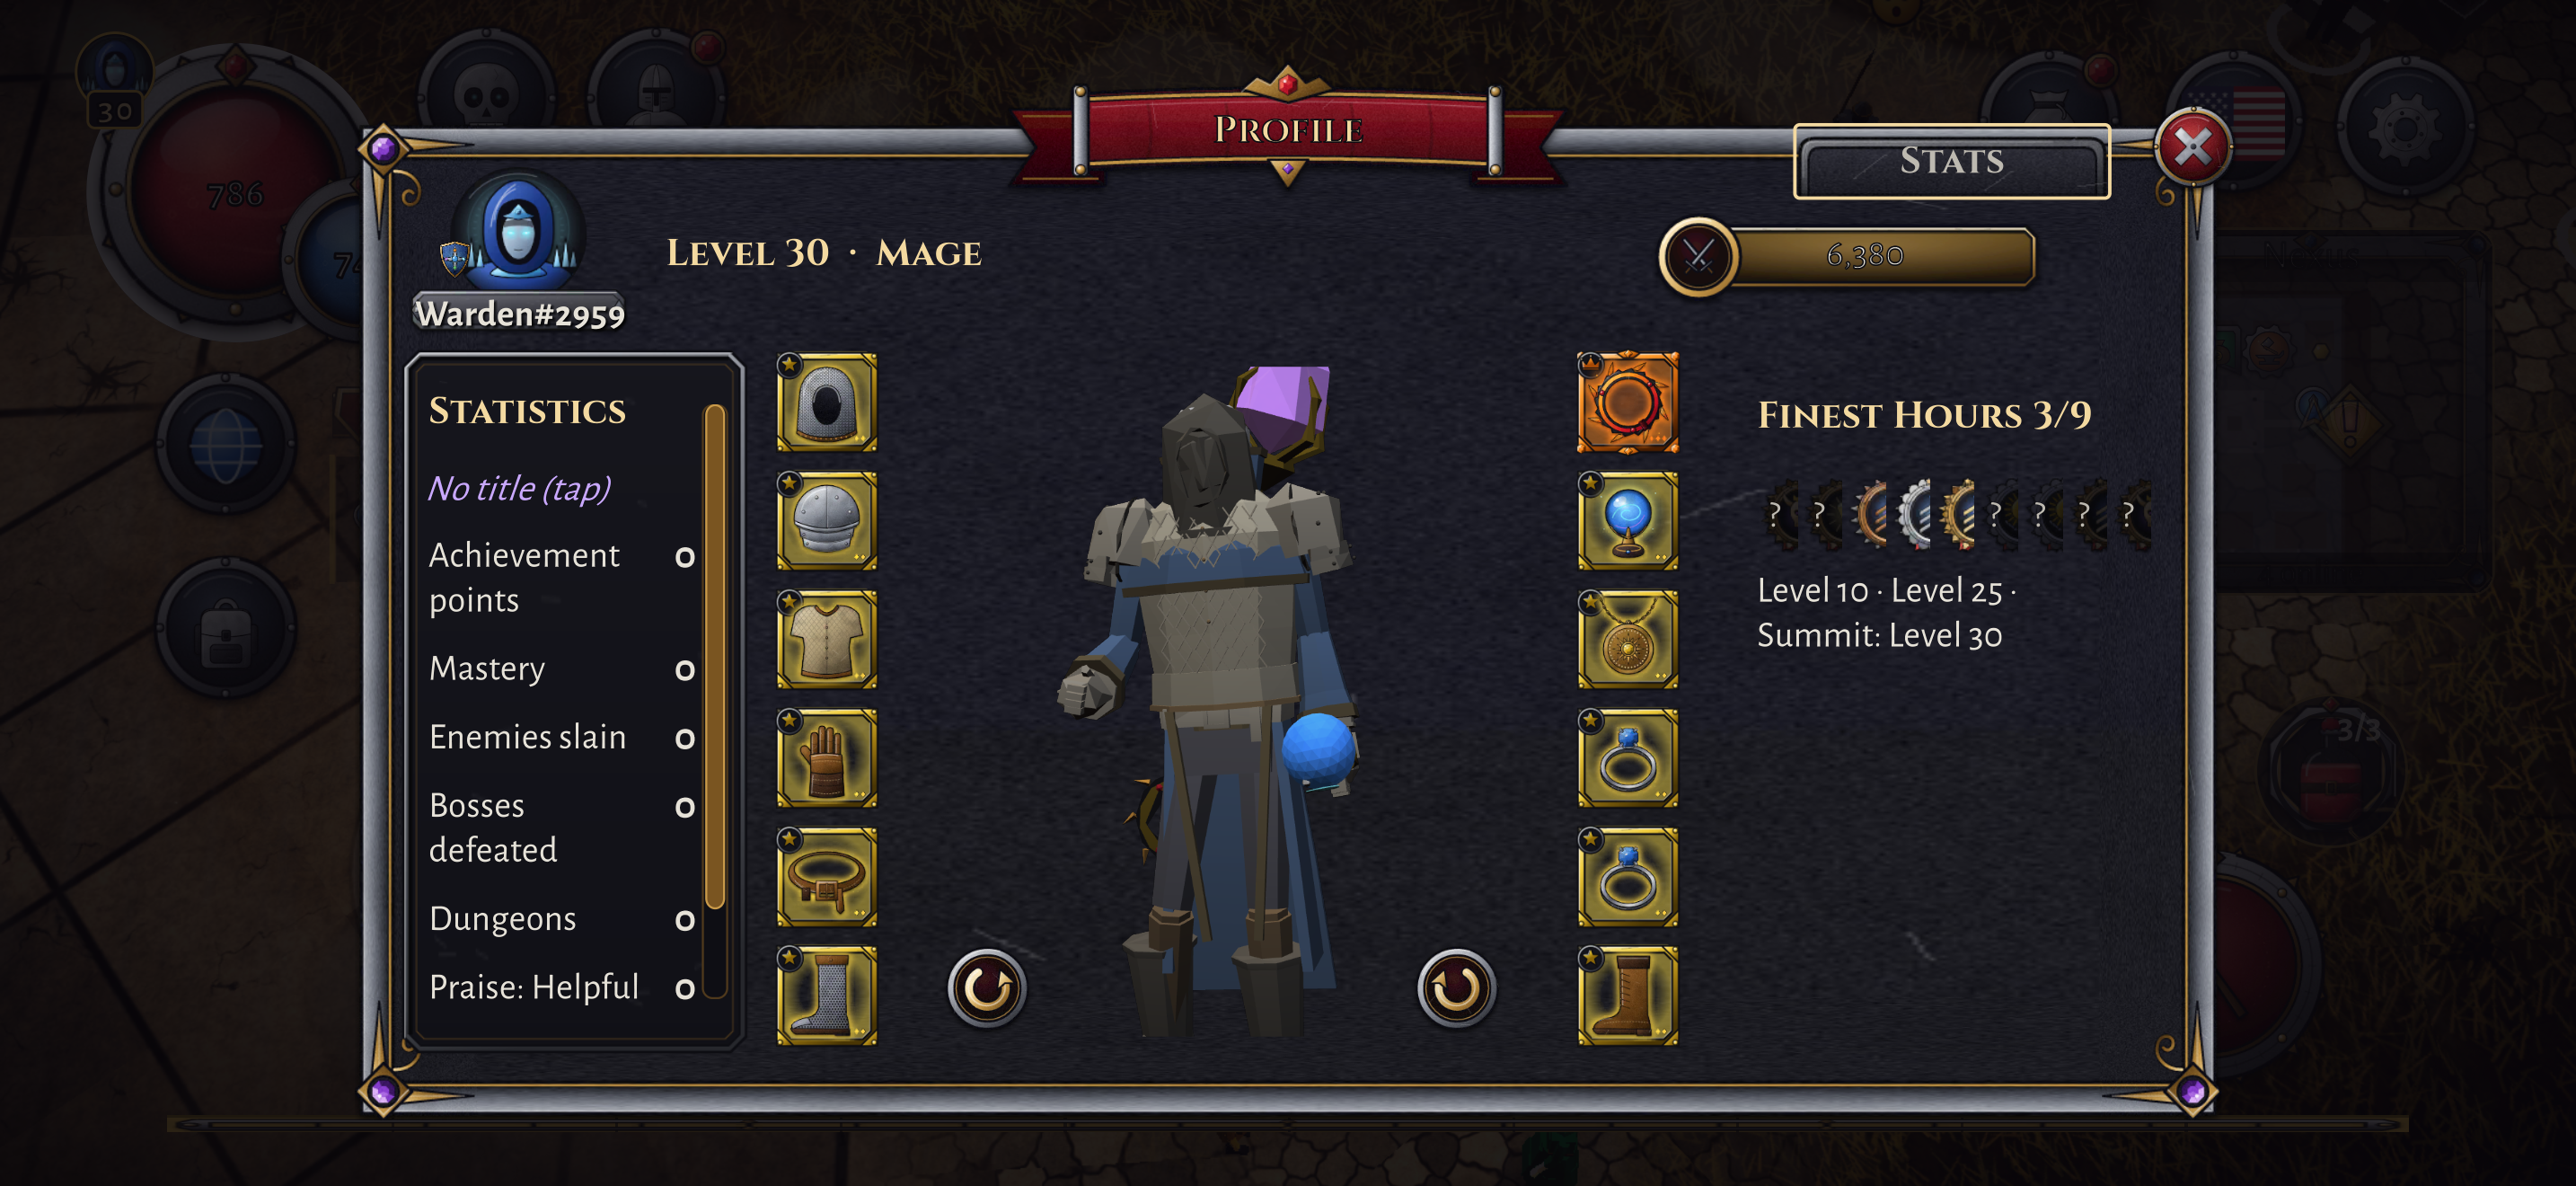 30
786
PROFILE
STATS
LEVEL 30 · MAGE
6,380
Warden#2959
STATISTICS
No title (tap)
Achievement
points
0
Mastery
0
Enemies slain
0
Bosses
defeated
0
Dungeons
0
Praise: Helpful
0
FINEST HOURS 3/9
? ? ? ? ? ?
Level 10 · Level 25 ·
Summit: Level 30
3/3